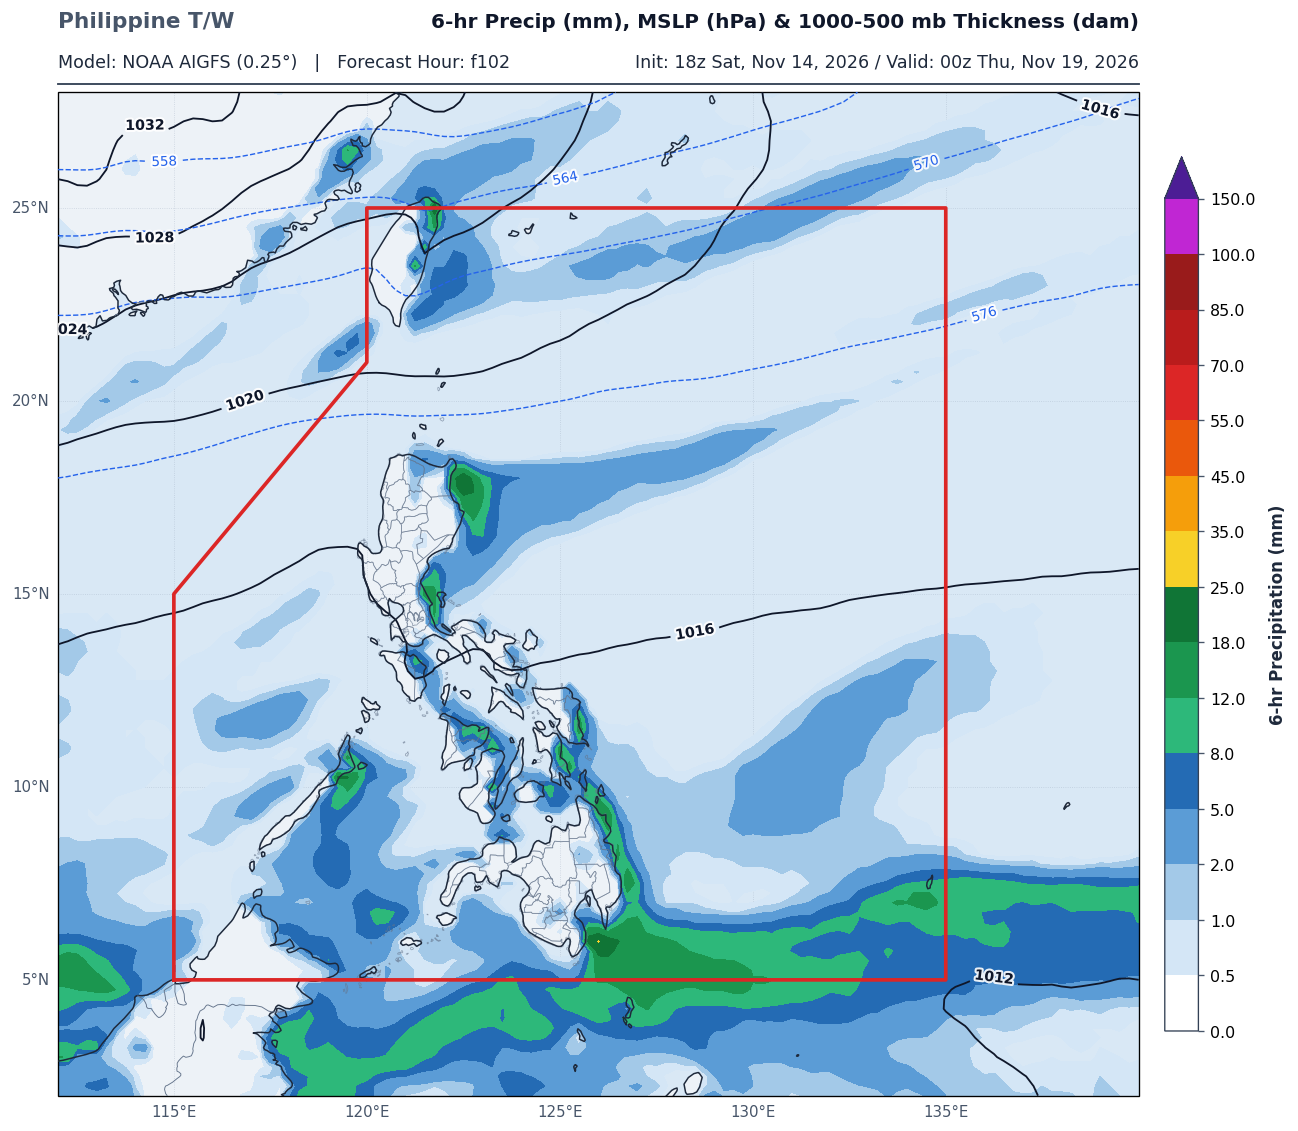 Philippine T/W
6-hr Precip (mm), MSLP (hPa) & 1000-500 mb Thickness (dam)
Model: NOAA AIGFS (0.25°) | Forecast Hour: f102
Init: 18z Sat, Nov 14, 2026 / Valid: 00z Thu, Nov 19, 2026
1016
1032
558
564
570
25°N
1028
576
024
1020
20°N
15°N
1016
10°N
1012
5°N
115°E
120°E
125°E
130°E
135°E
150.0
100.0
85.0
70.0
55.0
45.0
35.0
25.0
18.0
12.0
8.0
5.0
2.0
1.0
0.5
0.0
6-hr Precipitation (mm)